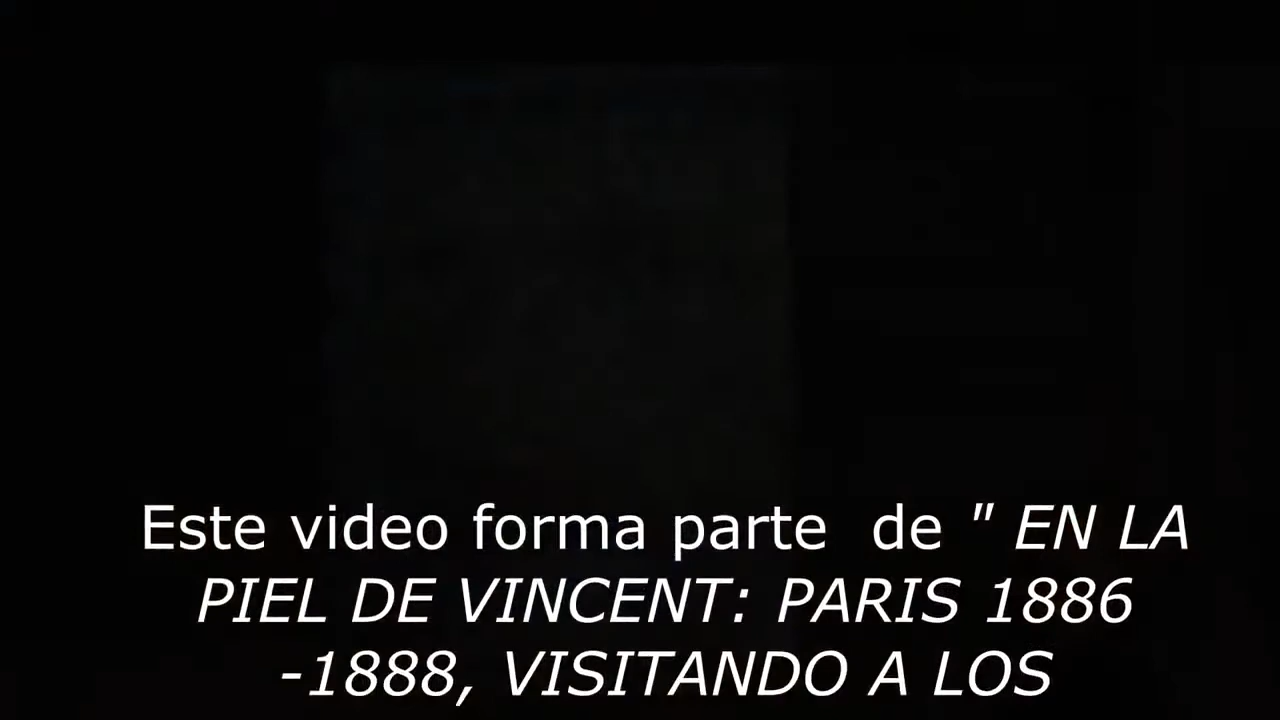 Este video forma parte  de " EN LA
PIEL DE VINCENT: PARIS 1886
-1888, VISITANDO A LOS